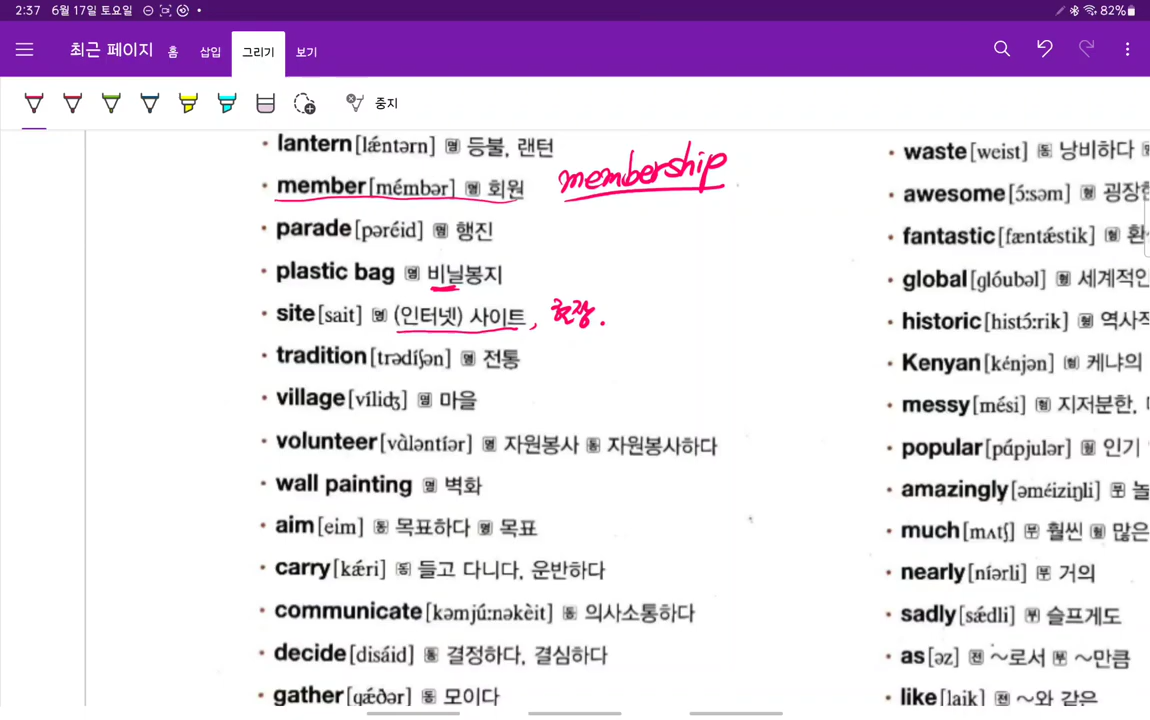 2:37 6월 17일 토요일
82%
최근 페이지 홈 삽입 그리기 보기
중지
• lantern[lǽntərn] 명 등불, 랜턴
• member[mémbər] 명 회원 membership
• parade[pəréid] 명 행진
• plastic bag 명 비닐봉지
• site[sait] 명 (인터넷) 사이트, 현장.
• tradition[trədíʃən] 명 전통
• village[vílidʒ] 명 마을
• volunteer[vàləntíər] 명 자원봉사 동 자원봉사하다
• wall painting 명 벽화
• aim[eim] 동 목표하다 명 목표
• carry[kǽri] 동 들고 다니다, 운반하다
• communicate[kəmjú:nəkèit] 동 의사소통하다
• decide[disáid] 동 결정하다, 결심하다
• gather[gǽðər] 동 모이다
• waste[weist] 동 낭비하다
• awesome[ɔ́:səm] 형 굉장한
• fantastic[fæntǽstik] 형 환
• global[glóubəl] 형 세계적인
• historic[histɔ́:rik] 형 역사적
• Kenyan[kénjən] 형 케냐의
• messy[mési] 형 지저분한,
• popular[pápjulər] 형 인기
• amazingly[əméiziŋli] 부 놀
• much[mʌtʃ] 부 훨씬 형 많은
• nearly[níərli] 부 거의
• sadly[sǽdli] 부 슬프게도
• as[əz] 전 ~로서 부 ~만큼
• like[laik] 전 ~와 같은